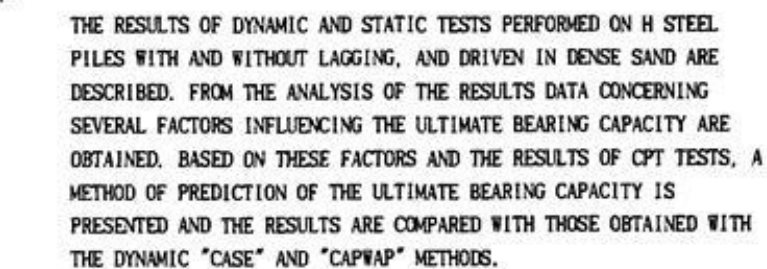 THE RESULTS OF DYNAMIC AND STATIC TESTS PERFORMED ON H STEEL
PILES WITH AND WITHOUT LAGGING, AND DRIVEN IN DENSE SAND ARE
DESCRIBED. FROM THE ANALYSIS OF THE RESULTS DATA CONCERNING
SEVERAL FACTORS INFLUENCING THE ULTIMATE BEARING CAPACITY ARE
OBTAINED. BASED ON THESE FACTORS AND THE RESULTS OF CPT TESTS, A
METHOD OF PREDICTION OF THE ULTIMATE BEARING CAPACITY IS
PRESENTED AND THE RESULTS ARE COMPARED WITH THOSE OBTAINED WITH
THE DYNAMIC "CASE" AND "CAPWAP" METHODS.